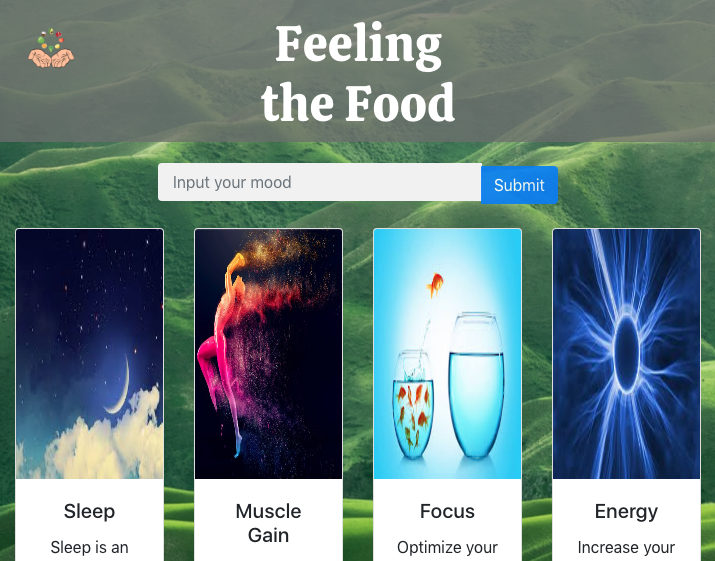 Feeling
the Food
Input your mood
Submit
Sleep
Muscle
Gain
Focus
Energy
Sleep is an
Optimize your
Increase your